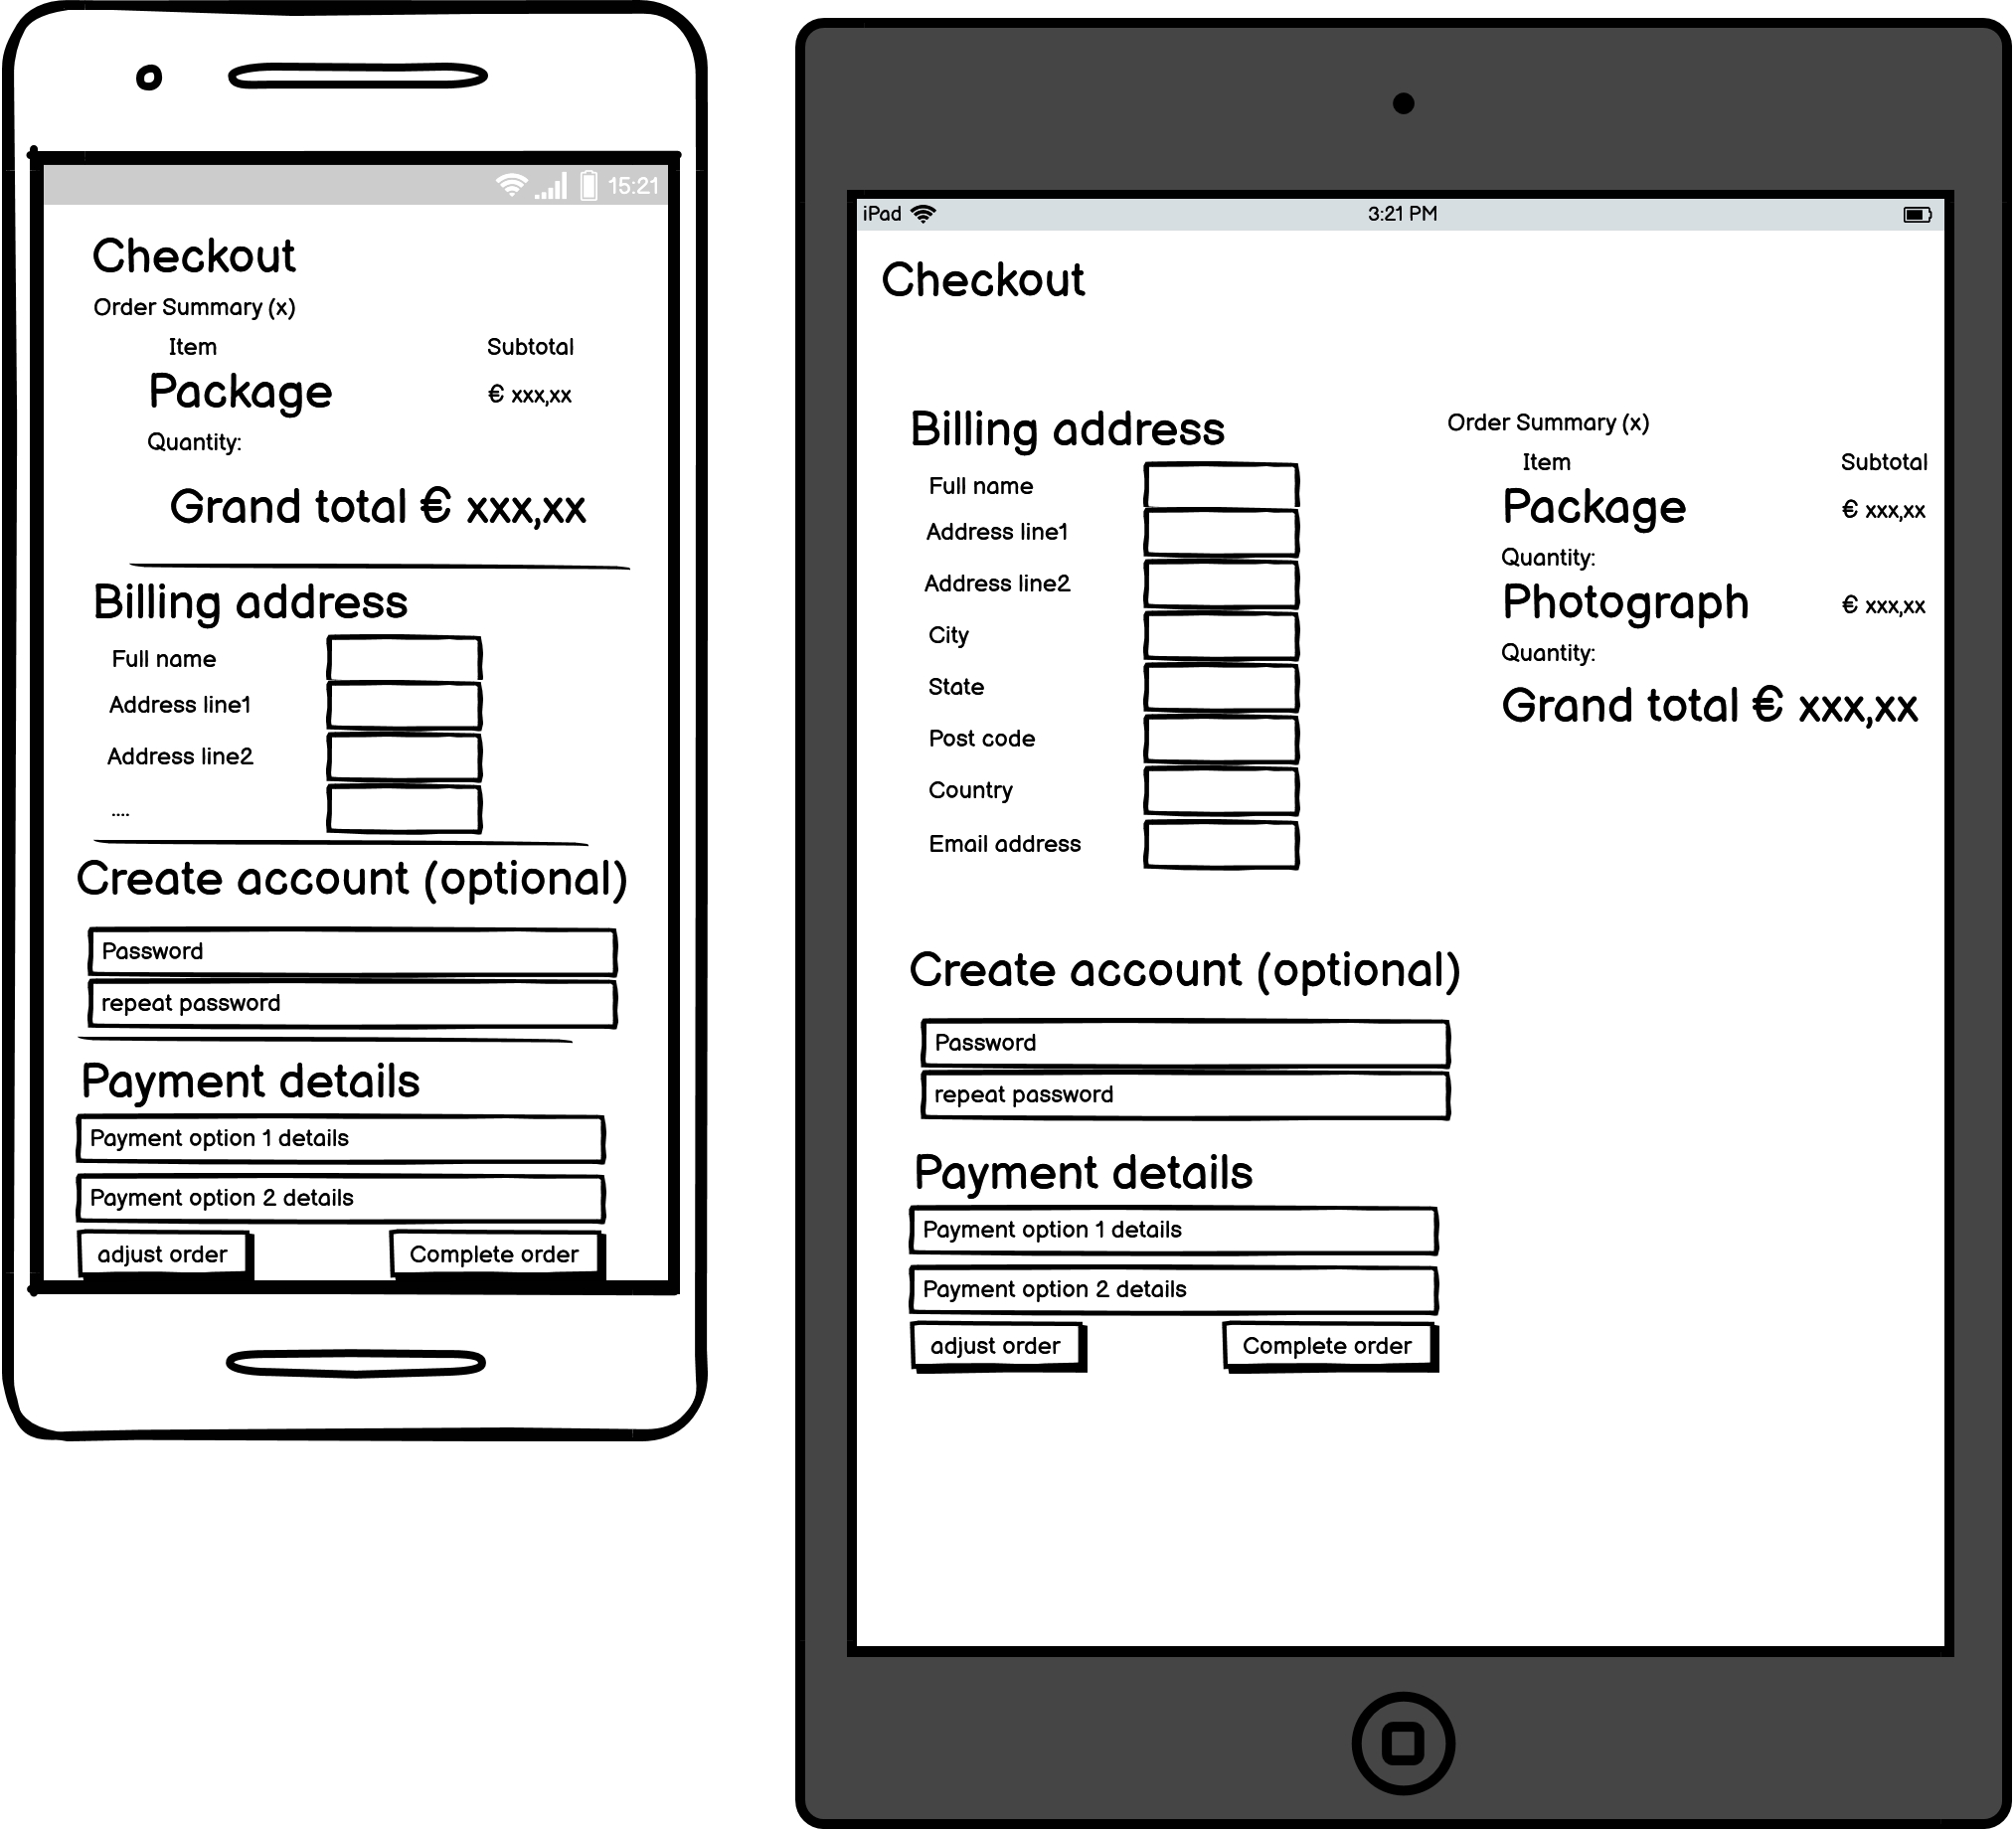 15:21
Checkout
Order Summary (x)
Item Subtotal
Package € xxx,xx
Quantity:
Grand total € xxx,xx
Billing address
Full name
Address line1
Address line2
....
Create account (optional)
Password
repeat password
Payment details
Payment option 1 details
Payment option 2 details
adjust order Complete order
iPad 3:21 PM
Checkout
Billing address
Full name
Address line1
Address line2
City
State
Post code
Country
Email address
Order Summary (x)
Item Subtotal
Package € xxx,xx
Quantity:
Photograph € xxx,xx
Quantity:
Grand total € xxx,xx
Create account (optional)
Password
repeat password
Payment details
Payment option 1 details
Payment option 2 details
adjust order Complete order